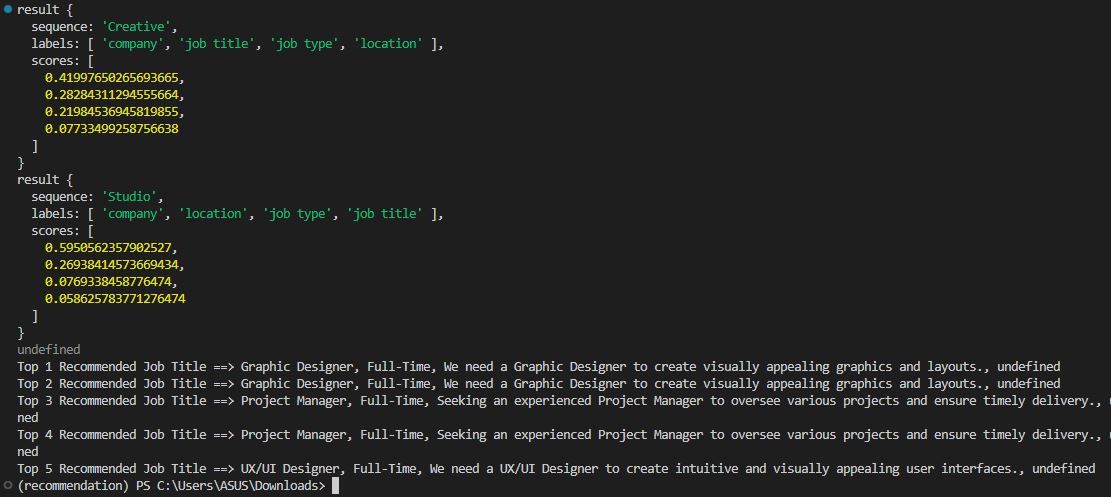 result {
  sequence: 'Creative',
  labels: [ 'company', 'job title', 'job type', 'location' ],
  scores: [
    0.41997650265693665,
    0.28284311294555664,
    0.21984536945819855,
    0.07733499258756638
  ]
}
result {
  sequence: 'Studio',
  labels: [ 'company', 'location', 'job type', 'job title' ],
  scores: [
    0.5950562357902527,
    0.26938414573669434,
    0.0769338458776474,
    0.058625783771276474
  ]
}
undefined
Top 1 Recommended Job Title ==> Graphic Designer, Full-Time, We need a Graphic Designer to create visually appealing graphics and layouts., undefined
Top 2 Recommended Job Title ==> Graphic Designer, Full-Time, We need a Graphic Designer to create visually appealing graphics and layouts., undefined
Top 3 Recommended Job Title ==> Project Manager, Full-Time, Seeking an experienced Project Manager to oversee various projects and ensure timely delivery.,
ned
Top 4 Recommended Job Title ==> Project Manager, Full-Time, Seeking an experienced Project Manager to oversee various projects and ensure timely delivery.,
ned
Top 5 Recommended Job Title ==> UX/UI Designer, Full-Time, We need a UX/UI Designer to create intuitive and visually appealing user interfaces., undefined
(recommendation) PS C:\Users\ASUS\Downloads>